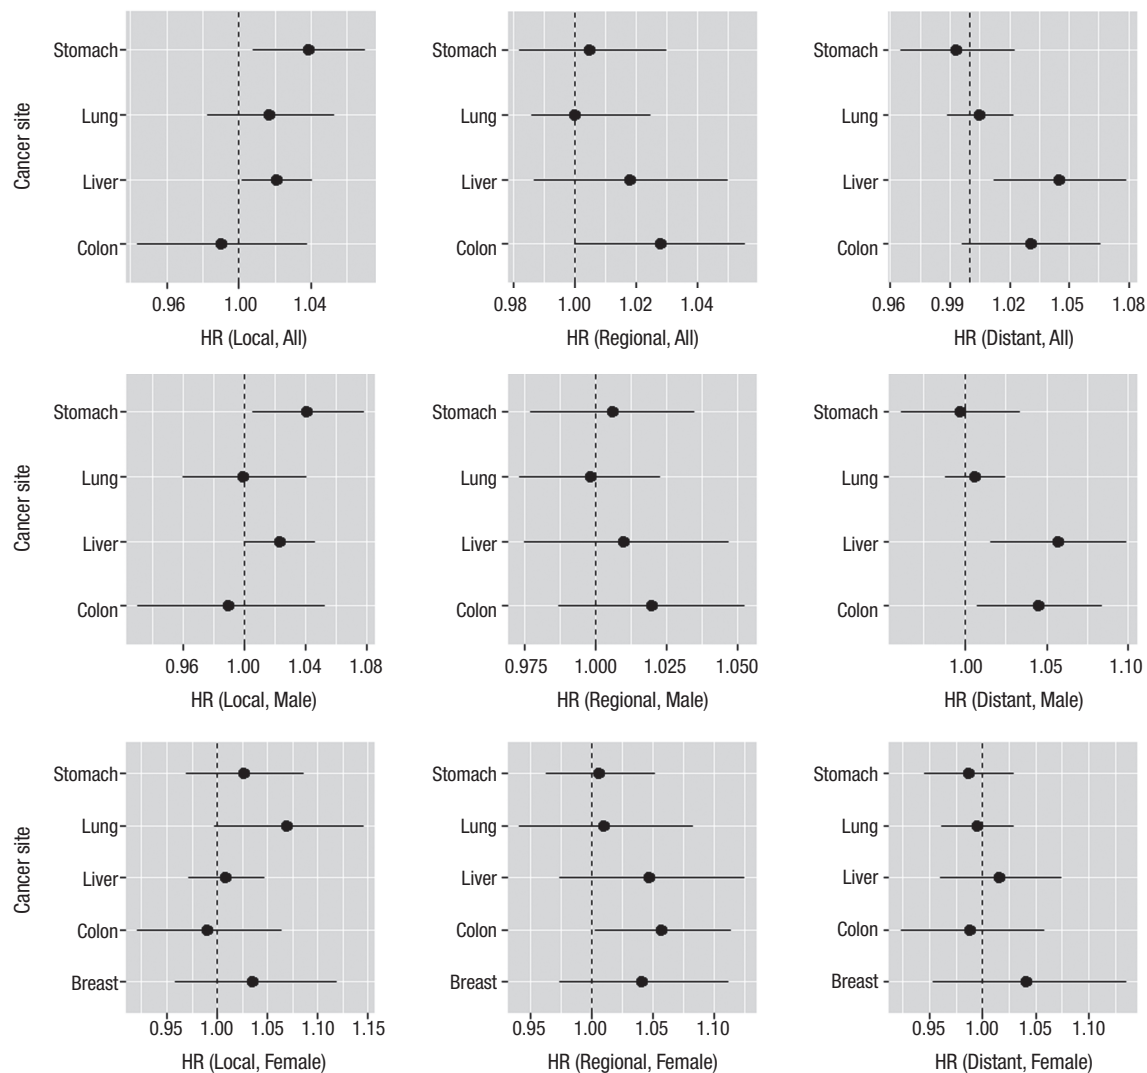 Cancer site
Stomach
Lung
Liver
Colon
0.96 1.00 1.04
HR (Local, All)
Stomach
Lung
Liver
Colon
0.98 1.00 1.02 1.04
HR (Regional, All)
Stomach
Lung
Liver
Colon
0.96 0.99 1.02 1.05 1.08
HR (Distant, All)
Cancer site
Stomach
Lung
Liver
Colon
0.96 1.00 1.04 1.08
HR (Local, Male)
Stomach
Lung
Liver
Colon
0.975 1.000 1.025 1.050
HR (Regional, Male)
Stomach
Lung
Liver
Colon
1.00 1.05 1.10
HR (Distant, Male)
Cancer site
Stomach
Lung
Liver
Colon
Breast
0.95 1.00 1.05 1.10 1.15
HR (Local, Female)
Stomach
Lung
Liver
Colon
Breast
0.95 1.00 1.05 1.10
HR (Regional, Female)
Stomach
Lung
Liver
Colon
Breast
0.95 1.00 1.05 1.10
HR (Distant, Female)